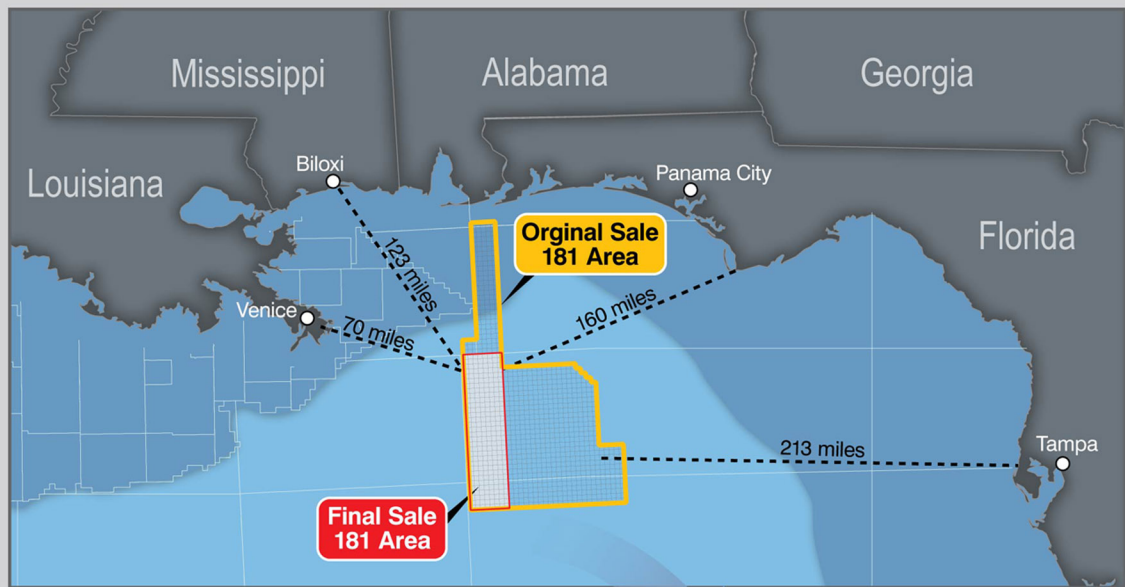 Mississippi
Alabama
Georgia
Louisiana
Biloxi
Panama City
Florida
Orginal Sale
181 Area
123 miles
160 miles
Venice
70 miles
213 miles
Tampa
Final Sale
181 Area